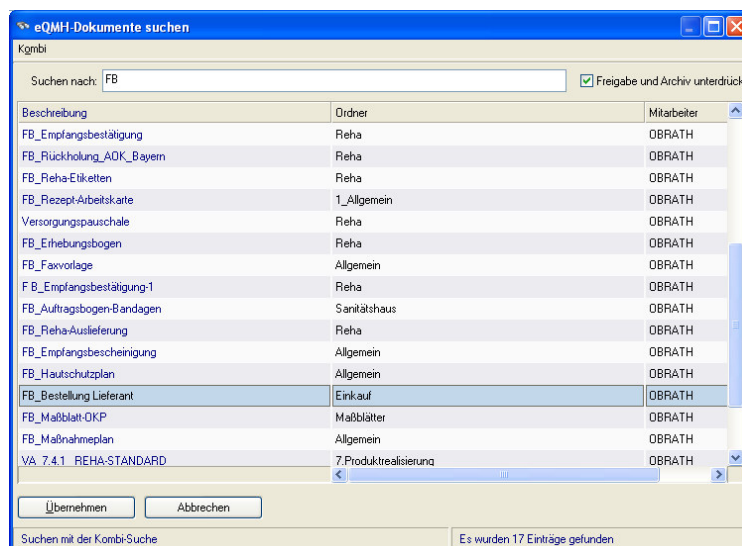 eQMH-Dokumente suchen
Kombi
Suchen nach: FB Freigabe und Archiv unterdrück
Beschreibung Ordner Mitarbeiter
FB_Empfangsbestätigung Reha OBRATH
FB_Rückholung_AOK_Bayern Reha OBRATH
FB_Reha-Etiketten Reha OBRATH
FB_Rezept-Arbeitskarte 1_Allgemein OBRATH
Versorgungspauschale Reha OBRATH
FB_Erhebungsbogen Reha OBRATH
FB_Faxvorlage Allgemein OBRATH
F B_Empfangsbestätigung-1 Reha OBRATH
FB_Auftragsbogen-Bandagen Sanitätshaus OBRATH
FB_Reha-Auslieferung Reha OBRATH
FB_Empfangsbescheinigung Allgemein OBRATH
FB_Hautschutzplan Allgemein OBRATH
FB_Bestellung Lieferant Einkauf OBRATH
FB_Maßblatt-OKP Maßblätter OBRATH
FB_Maßnahmeplan Allgemein OBRATH
VA_7.4.1_ REHA-STANDARD 7.Produktrealisierung OBRATH
Übernehmen Abbrechen
Suchen mit der Kombi-Suche Es wurden 17 Einträge gefunden